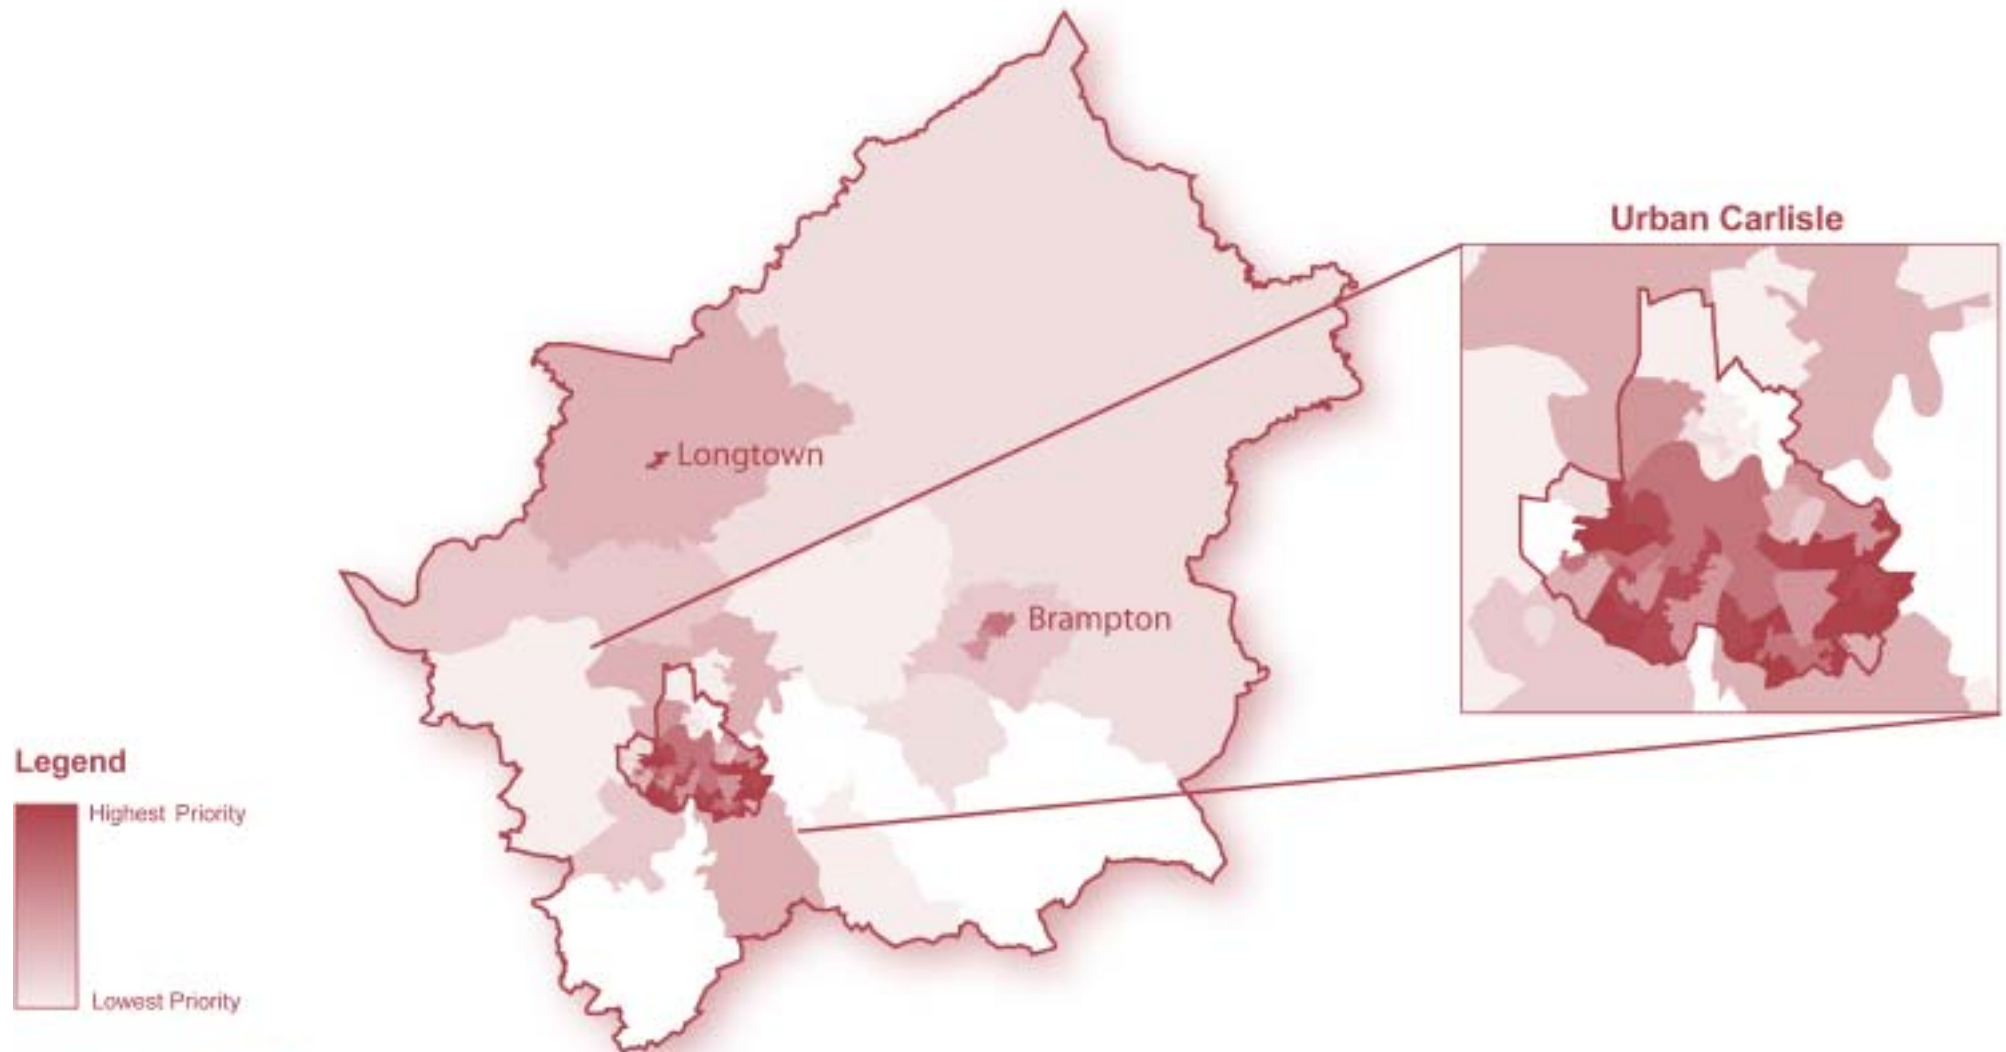 Urban Carlisle
Longtown
Brampton
Legend
Highest Priority
Lowest Priority